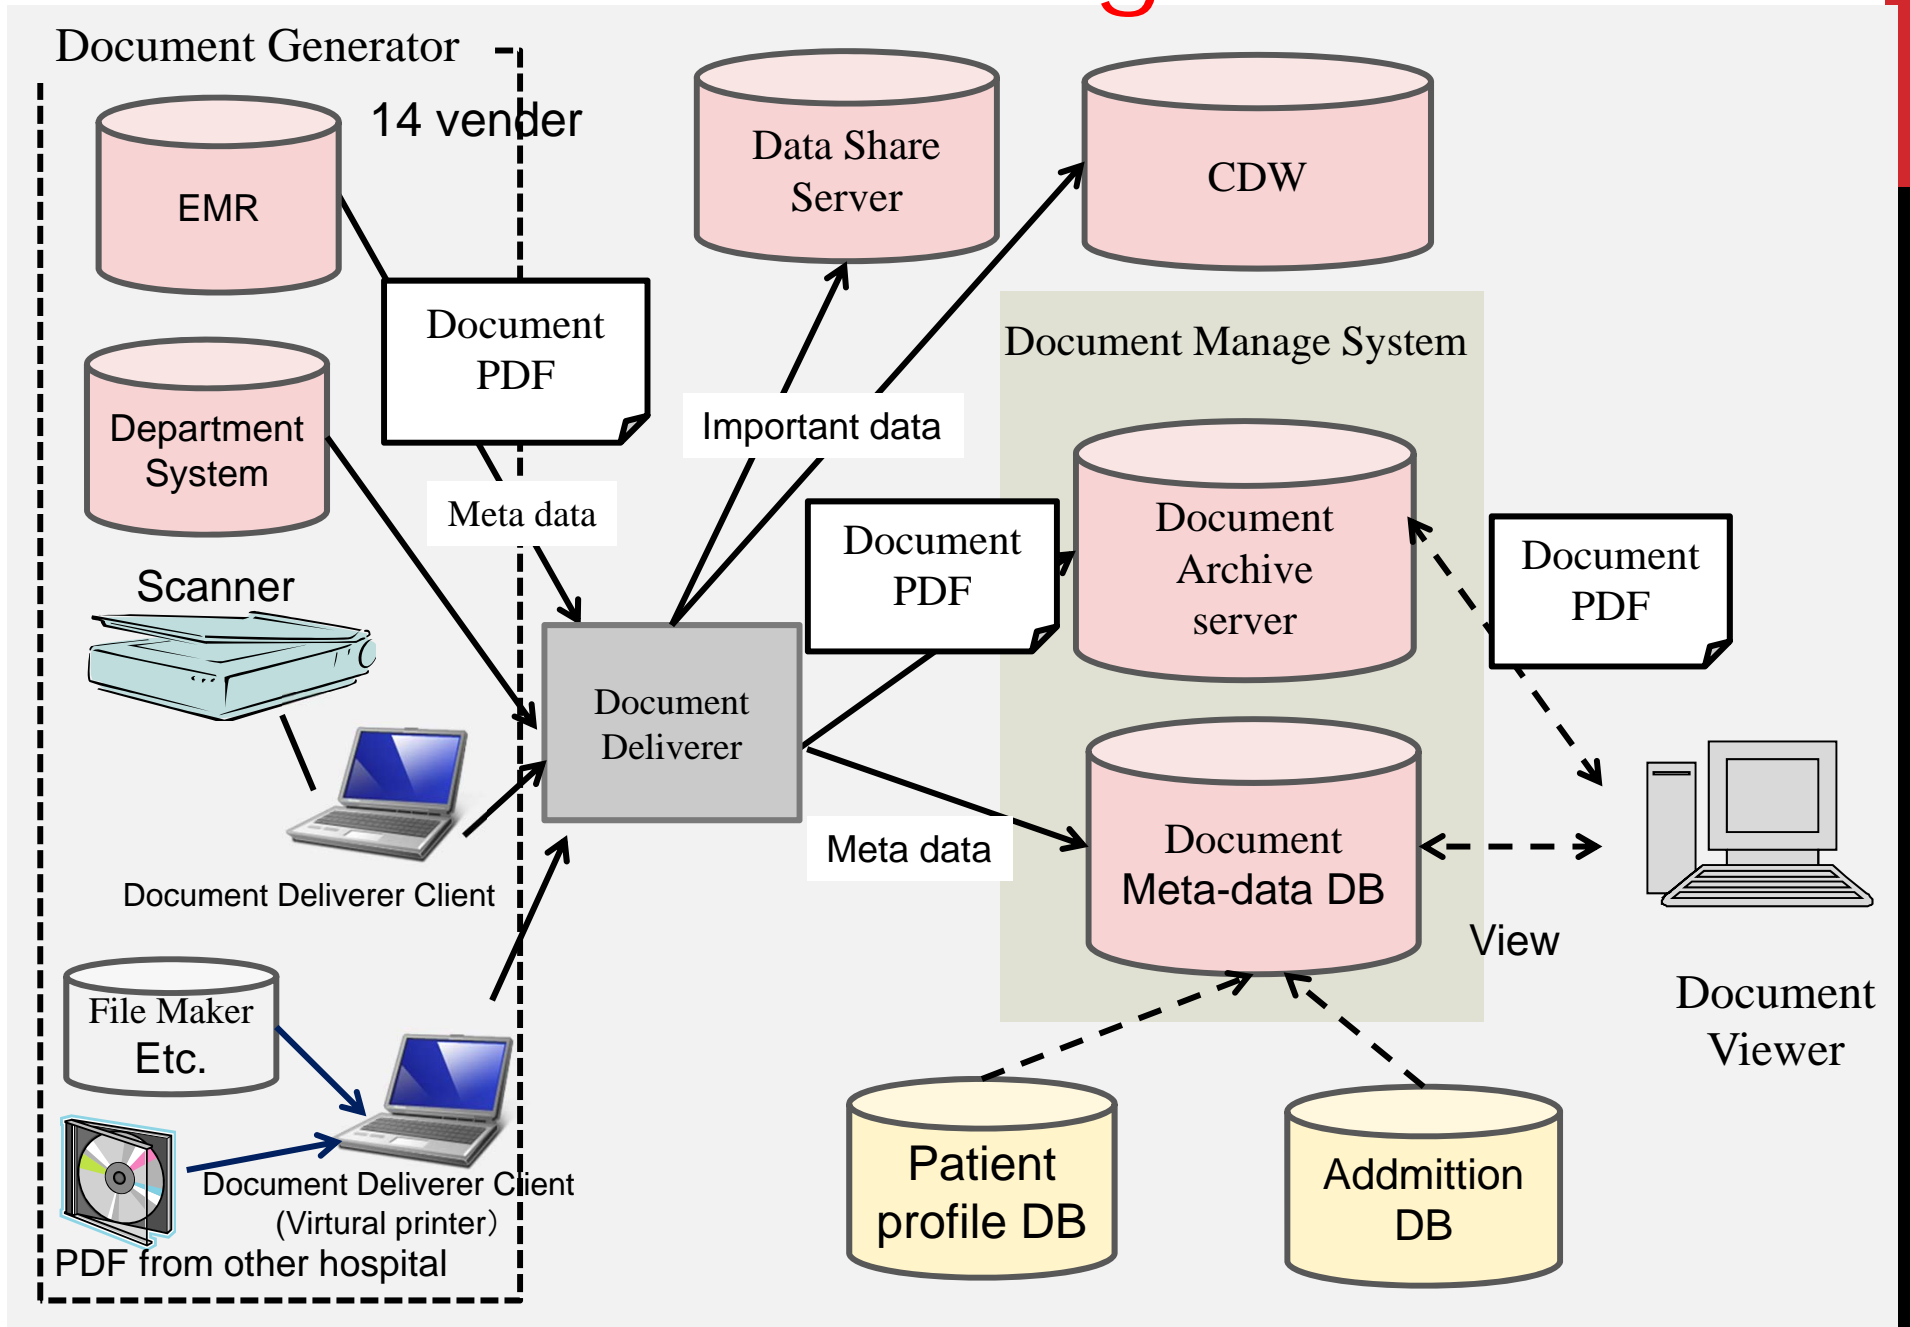 Document Generator
14 vender
EMR
Department
System
Scanner
Document Deliverer Client
File Maker
Etc.
Document Deliverer Client
(Virtural printer）
PDF from other hospital
Document
PDF
Meta data
Document
Deliverer
Data Share
Server
CDW
Important data
Document Manage System
Document
PDF
Document
Archive
server
Document
PDF
Meta data
Document
Meta-data DB
View
Document
Viewer
Patient
profile DB
Addmittion
DB